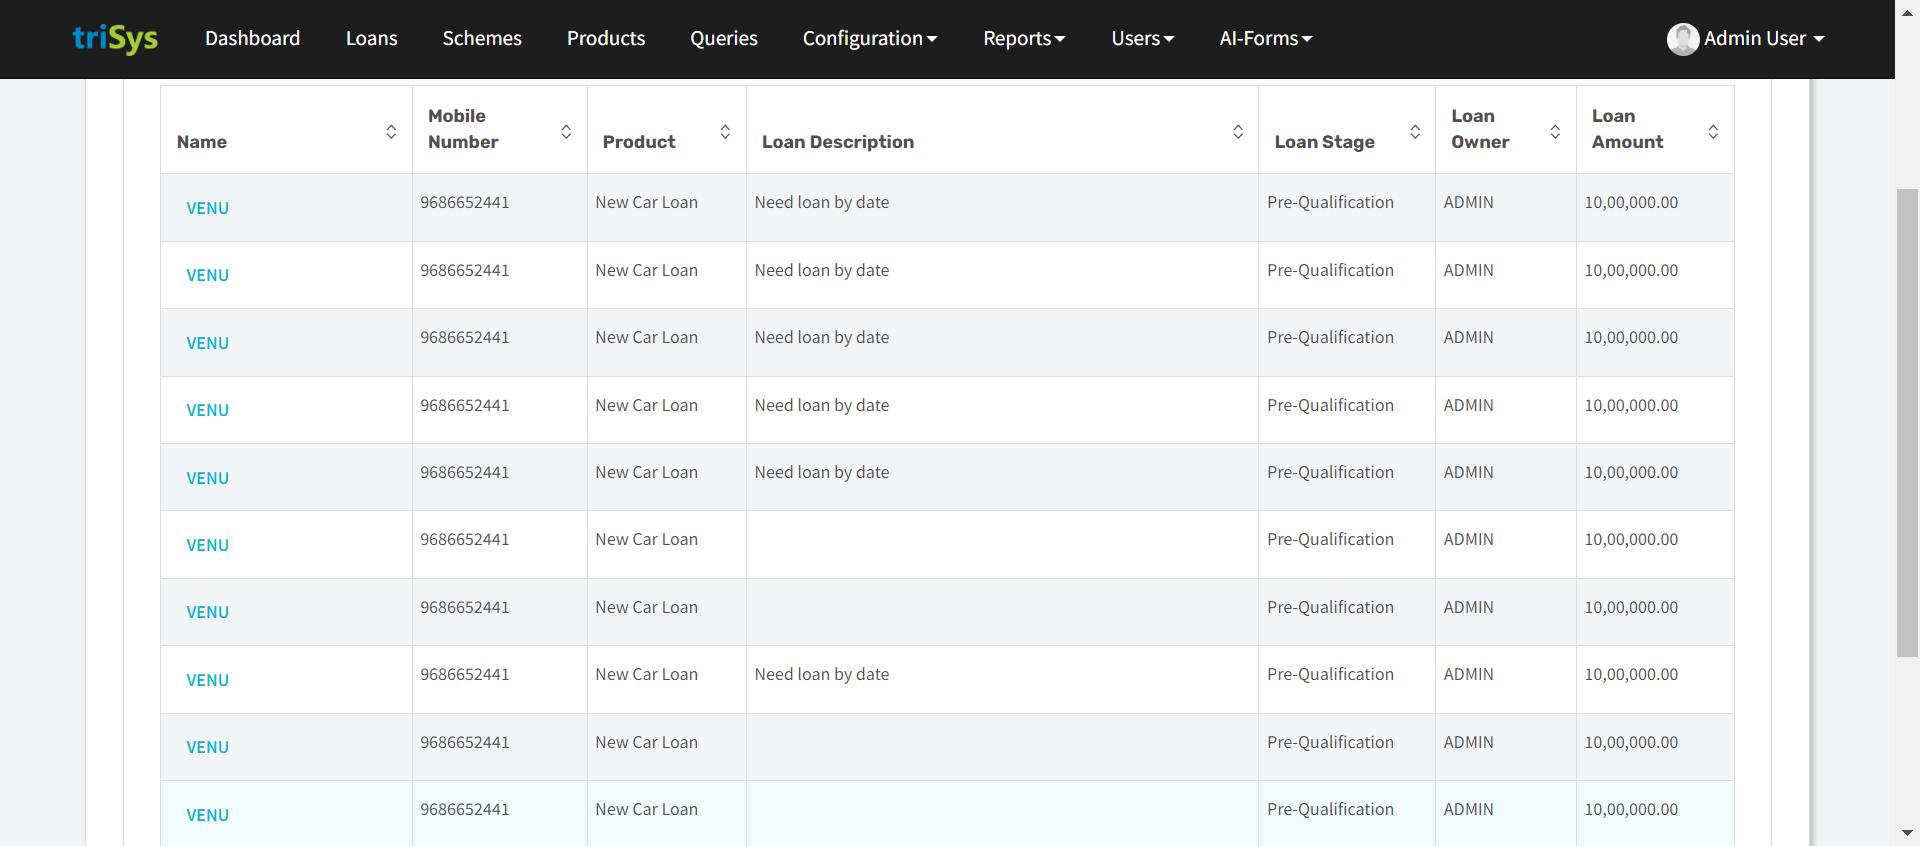 triSys Dashboard Loans Schemes Products Queries Configuration Reports Users AI-Forms Admin User
Name Mobile Number Product Loan Description Loan Stage Loan Owner Loan Amount
VENU 9686652441 New Car Loan Need loan by date Pre-Qualification ADMIN 10,00,000.00
VENU 9686652441 New Car Loan Need loan by date Pre-Qualification ADMIN 10,00,000.00
VENU 9686652441 New Car Loan Need loan by date Pre-Qualification ADMIN 10,00,000.00
VENU 9686652441 New Car Loan Need loan by date Pre-Qualification ADMIN 10,00,000.00
VENU 9686652441 New Car Loan Need loan by date Pre-Qualification ADMIN 10,00,000.00
VENU 9686652441 New Car Loan Pre-Qualification ADMIN 10,00,000.00
VENU 9686652441 New Car Loan Pre-Qualification ADMIN 10,00,000.00
VENU 9686652441 New Car Loan Need loan by date Pre-Qualification ADMIN 10,00,000.00
VENU 9686652441 New Car Loan Pre-Qualification ADMIN 10,00,000.00
VENU 9686652441 New Car Loan Pre-Qualification ADMIN 10,00,000.00